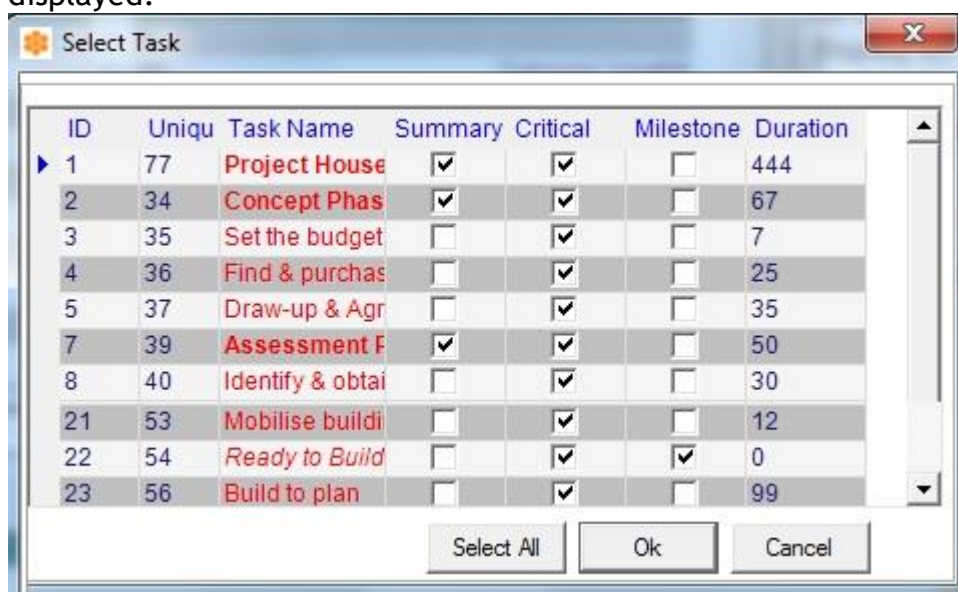 displayed.
Select Task
ID Uniqu Task Name Summary Critical Milestone Duration
1 77 Project House 444
2 34 Concept Phas 67
3 35 Set the budget 7
4 36 Find & purchas 25
5 37 Draw-up & Agr 35
7 39 Assessment P 50
8 40 Identify & obtai 30
21 53 Mobilise buildi 12
22 54 Ready to Build 0
23 56 Build to plan 99
Select All Ok Cancel